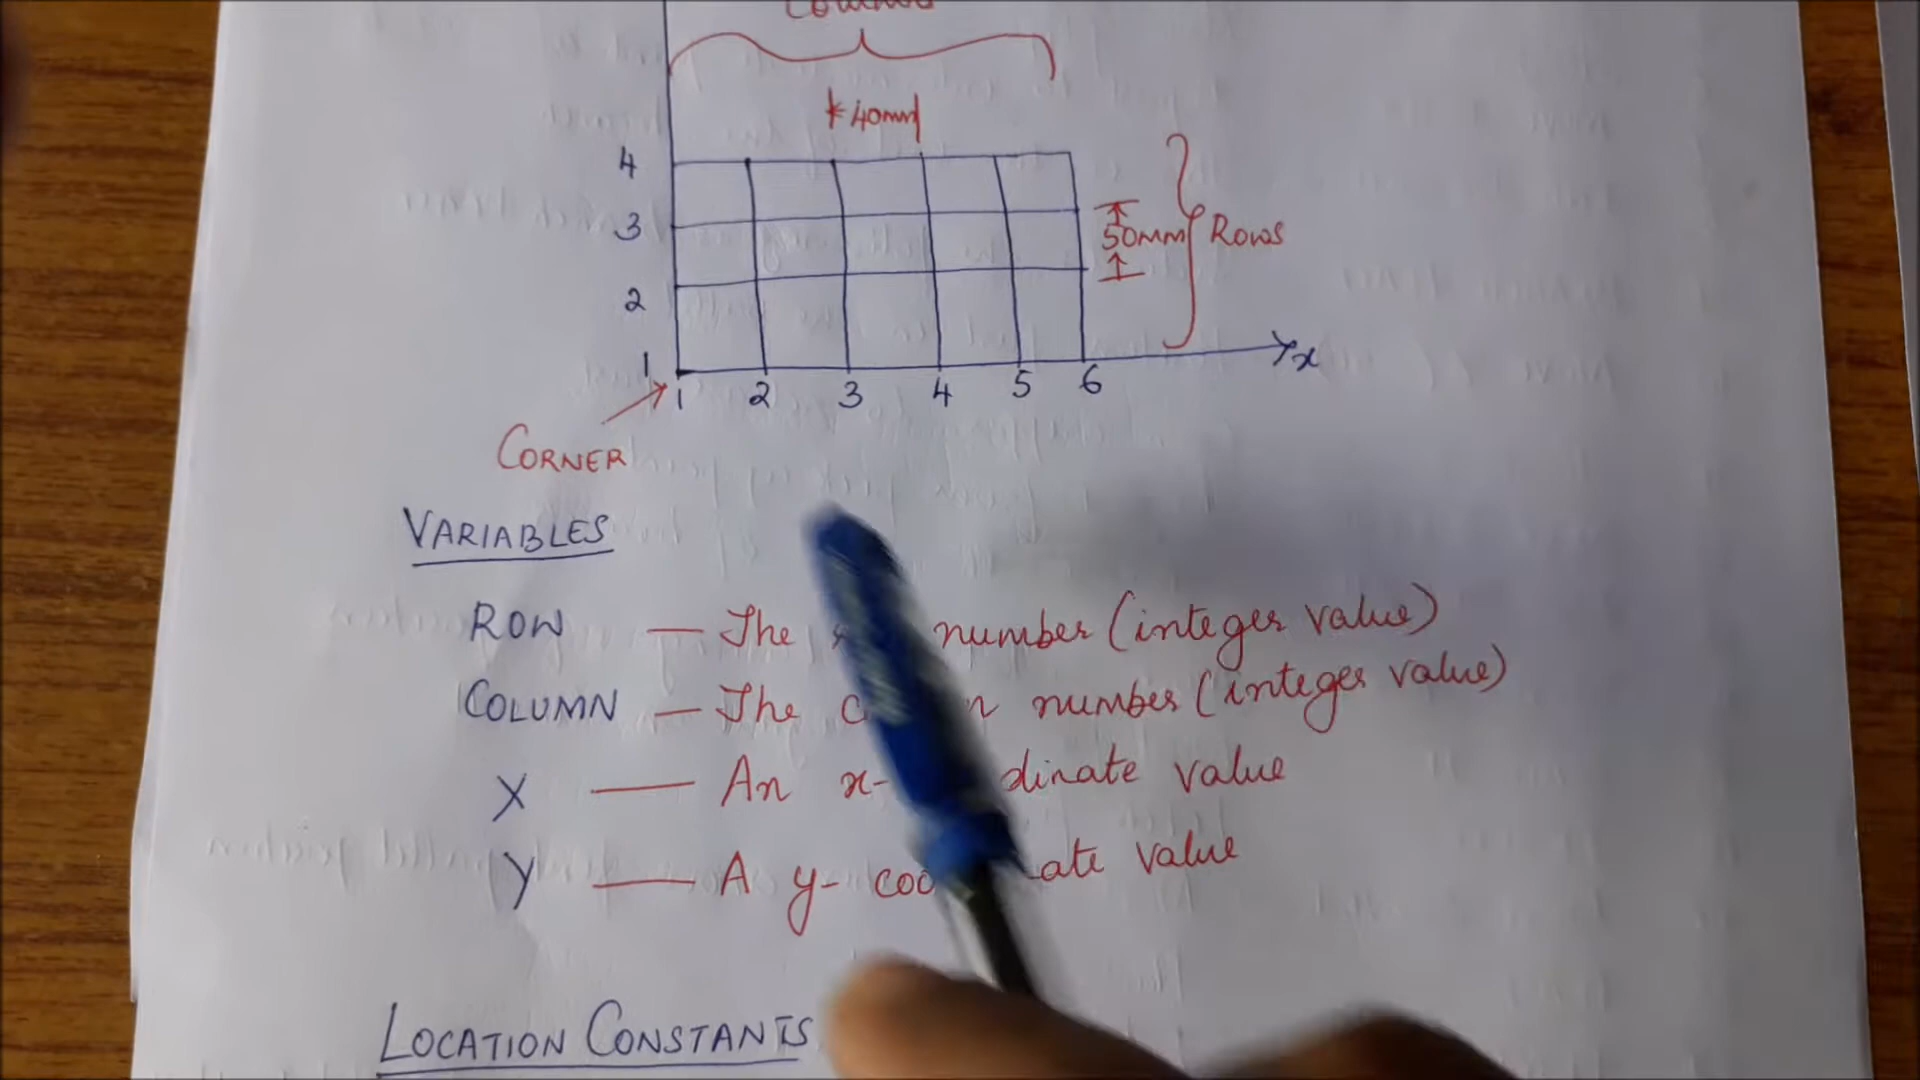 40mm
4
3
50mm Rows
2
1
x
1 2 3 4 5 6
CORNER
VARIABLES
ROW — The number (integer value)
COLUMN — The number (integer value)
X — An x- value
Y — A y- value
LOCATION CONSTANTS